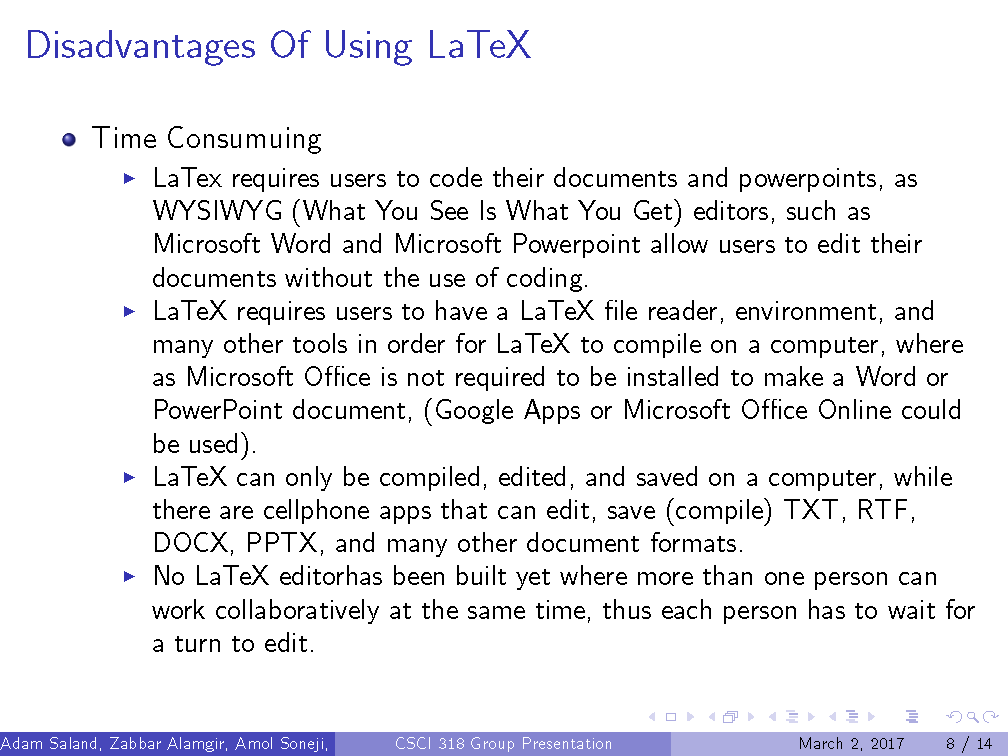 Disadvantages Of Using LaTeX
Time Consumuing
LaTex requires users to code their documents and powerpoints, as
WYSIWYG (What You See Is What You Get) editors, such as
Microsoft Word and Microsoft Powerpoint allow users to edit their
documents without the use of coding.
LaTeX requires users to have a LaTeX file reader, environment, and
many other tools in order for LaTeX to compile on a computer, where
as Microsoft Office is not required to be installed to make a Word or
PowerPoint document, (Google Apps or Microsoft Office Online could
be used).
LaTeX can only be compiled, edited, and saved on a computer, while
there are cellphone apps that can edit, save (compile) TXT, RTF,
DOCX, PPTX, and many other document formats.
No LaTeX editorhas been built yet where more than one person can
work collaboratively at the same time, thus each person has to wait for
a turn to edit.
Adam Saland, Zabbar Alamgir, Amol Soneji, CSCI 318 Group Presentation March 2, 2017 8 / 14